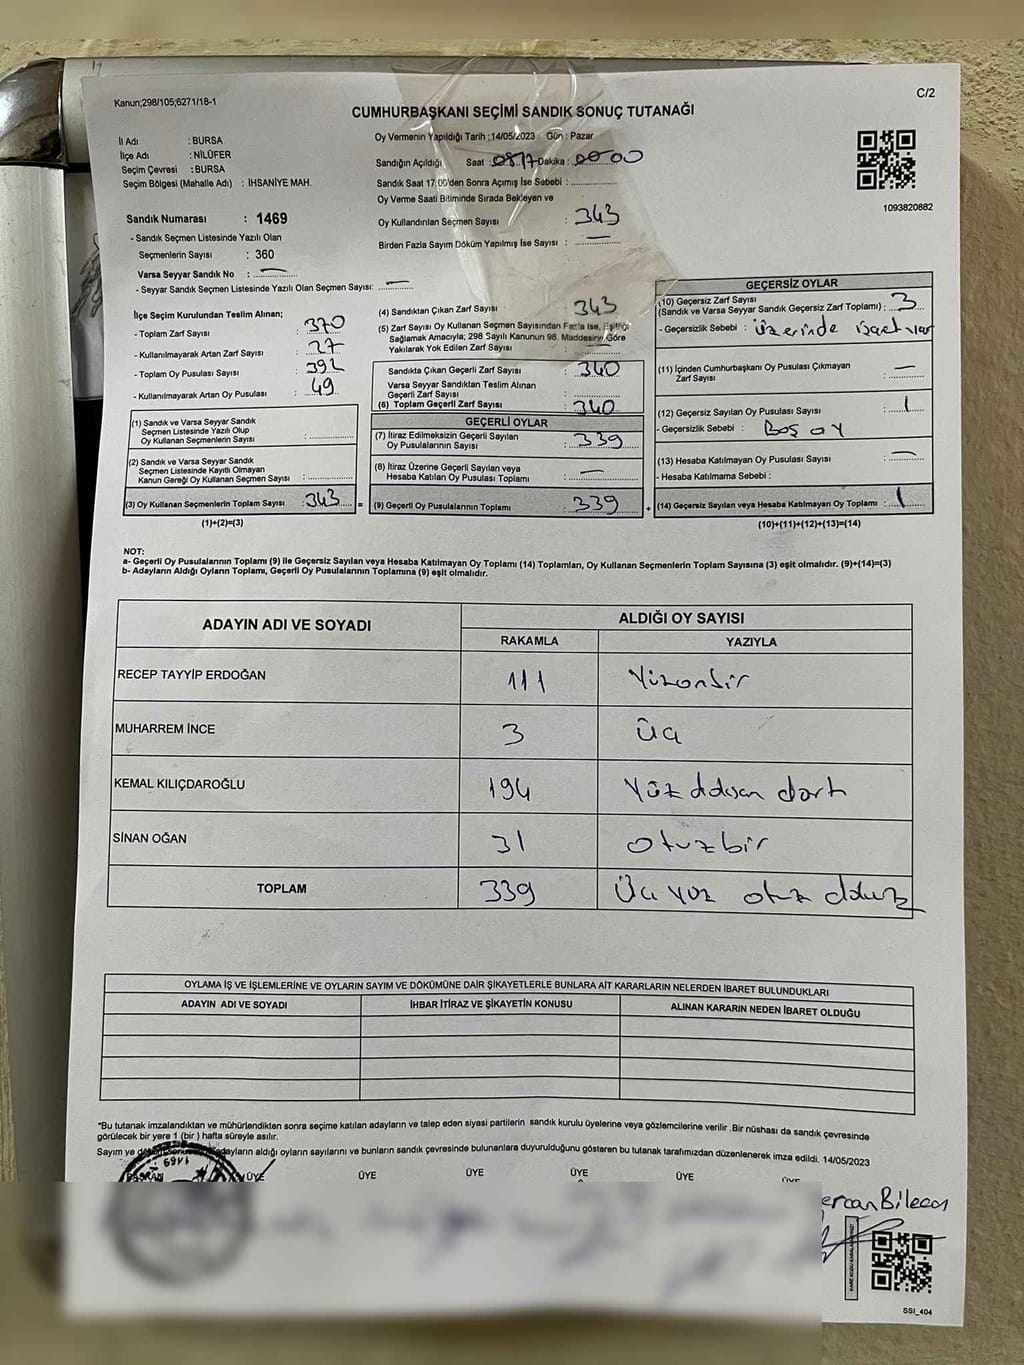 Kanun;298/105;6271/18-1
C/2
CUMHURBAŞKANI SEÇİMİ SANDIK SONUÇ TUTANAĞI
İl Adı : BURSA
İlçe Adı : NİLÜFER
Seçim Çevresi : BURSA
Seçim Bölgesi (Mahalle Adı) : İHSANİYE MAH.
Sandık Numarası : 1469
- Sandık Seçmen Listesinde Yazılı Olan
Seçmenlerin Sayısı : 360
Varsa Seyyar Sandık No : —
- Seyyar Sandık Seçmen Listesinde Yazılı Olan Seçmen Sayısı: —
Oy Vermenin Yapıldığı Tarih :14/05/2023 Gün : Pazar
Sandığın Açıldığı Saat : Dakika :
Sandık Saat 17.00'den Sonra Açımış İse Sebebi :
Oy Verme Saati Bitiminde Sırada Bekleyen ve
Oy Kullandırılan Seçmen Sayısı : 343
Birden Fazla Sayım Döküm Yapılmış İse Sayısı : —
1093820882
İlçe Seçim Kurulundan Teslim Alınan;
- Toplam Zarf Sayısı : 370
- Kullanılmayarak Artan Zarf Sayısı : 27
- Toplam Oy Pusulası Sayısı : 392
- Kullanılmayarak Artan Oy Pusulası : 49
(1) Sandık ve Varsa Seyyar Sandık
Seçmen Listesinde Yazılı Olup
Oy Kullanan Seçmenlerin Sayısı :
(2) Sandık ve Varsa Seyyar Sandık
Seçmen Listesinde Kayıtlı Olmayan
Kanun Gereği Oy Kullanan Seçmen Sayısı :
(3) Oy Kullanan Seçmenlerin Toplam Sayısı : 343 =
(1)+(2)=(3)
(4) Sandıktan Çıkan Zarf Sayısı : 343
(5) Zarf Sayısı Oy Kullanan Seçmen Sayısından Fazla İse, Eşitliği
Sağlamak Amacıyla; 298 Sayılı Kanunun 98. Maddesine Göre
Yakılarak Yok Edilen Zarf Sayısı : —
Sandıkta Çıkan Geçerli Zarf Sayısı : 340
Varsa Seyyar Sandıktan Teslim Alınan
Geçerli Zarf Sayısı :
(6) Toplam Geçerli Zarf Sayısı : 340
GEÇERLİ OYLAR
(7) İtiraz Edilmeksizin Geçerli Sayılan
Oy Pusulalarının Sayısı : 339
(8) İtiraz Üzerine Geçerli Sayılan veya
Hesaba Katılan Oy Pusulası Toplamı : —
(9) Geçerli Oy Pusulalarının Toplamı : 339 +
GEÇERSİZ OYLAR
(10) Geçersiz Zarf Sayısı
(Sandık ve Varsa Seyyar Sandık Geçersiz Zarf Toplamı) : 3
- Geçersizlik Sebebi : Üzerinde işaret var
(11) İçinden Cumhurbaşkanı Oy Pusulası Çıkmayan
Zarf Sayısı : —
(12) Geçersiz Sayılan Oy Pusulası Sayısı : 1
- Geçersizlik Sebebi : Boş oy
(13) Hesaba Katılmayan Oy Pusulası Sayısı : —
- Hesaba Katılmama Sebebi :
(14) Geçersiz Sayılan veya Hesaba Katılmayan Oy Toplamı : 1
(10)+(11)+(12)+(13)=(14)
NOT:
a- Geçerli Oy Pusulalarının Toplamı (9) ile Geçersiz Sayılan veya Hesaba Katılmayan Oy Toplamı (14) Toplamları, Oy Kullanan Seçmenlerin Toplam Sayısına (3) eşit olmalıdır. (9)+(14)=(3)
b- Adayların Aldığı Oyların Toplamı, Geçerli Oy Pusulalarının Toplamına (9) eşit olmalıdır.
ADAYIN ADI VE SOYADI
ALDIĞI OY SAYISI
RAKAMLA YAZIYLA
RECEP TAYYİP ERDOĞAN 111 Yüzonbir
MUHARREM İNCE 3 Üç
KEMAL KILIÇDAROĞLU 194 Yüz doksan dört
SİNAN OĞAN 31 otuzbir
TOPLAM 339 Üç yüz otuz dokuz
OYLAMA İŞ VE İŞLEMLERİNE VE OYLARIN SAYIM VE DÖKÜMÜNE DAİR ŞİKAYETLERLE BUNLARA AİT KARARLARIN NELERDEN İBARET BULUNDUKLARI
ADAYIN ADI VE SOYADI İHBAR İTİRAZ VE ŞİKAYETİN KONUSU ALINAN KARARIN NEDEN İBARET OLDUĞU
*Bu tutanak imzalandıktan ve mühürlendikten sonra seçime katılan adayların ve talep eden siyasi partilerin sandık kurulu üyelerine veya gözlemcilerine verilir .Bir nüshası da sandık çevresinde
görülecek bir yere 1 (bir ) hafta süreyle asılır.
Sayım ve adayların aldığı oyların sayılarını ve bunların sandık çevresinde bulunanlara duyurulduğunu gösteren bu tutanak tarafımızdan düzenlenerek imza edildi. 14/05/2023
BAŞKAN ÜYE ÜYE ÜYE ÜYE ÜYE ÜYE
1469
SSI_404